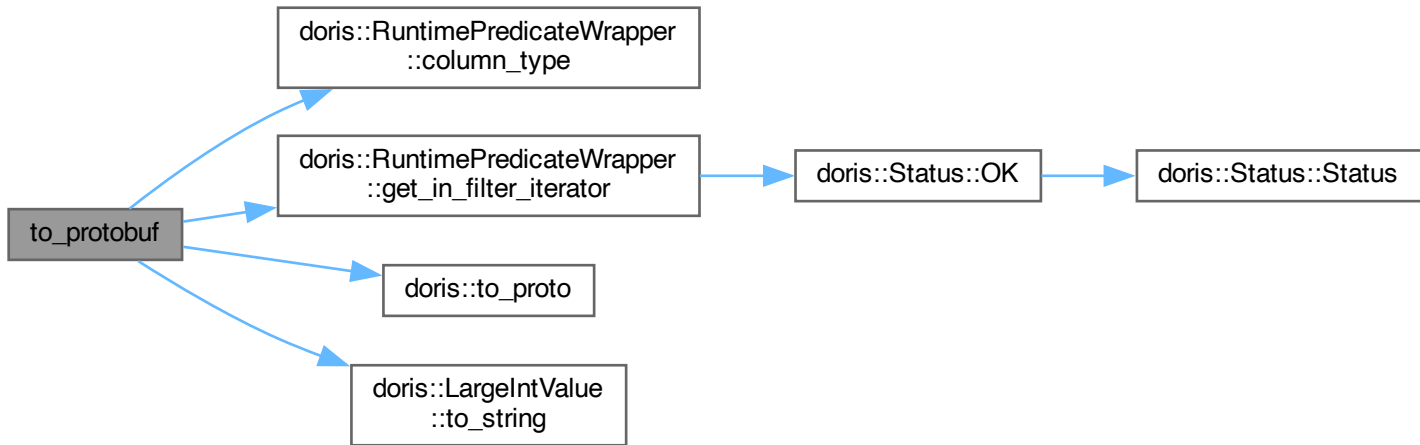 doris::RuntimePredicateWrapper
::column_type
doris::RuntimePredicateWrapper
::get_in_filter_iterator
doris::Status::OK
doris::Status::Status
to_protobuf
doris::to_proto
doris::LargeIntValue
::to_string